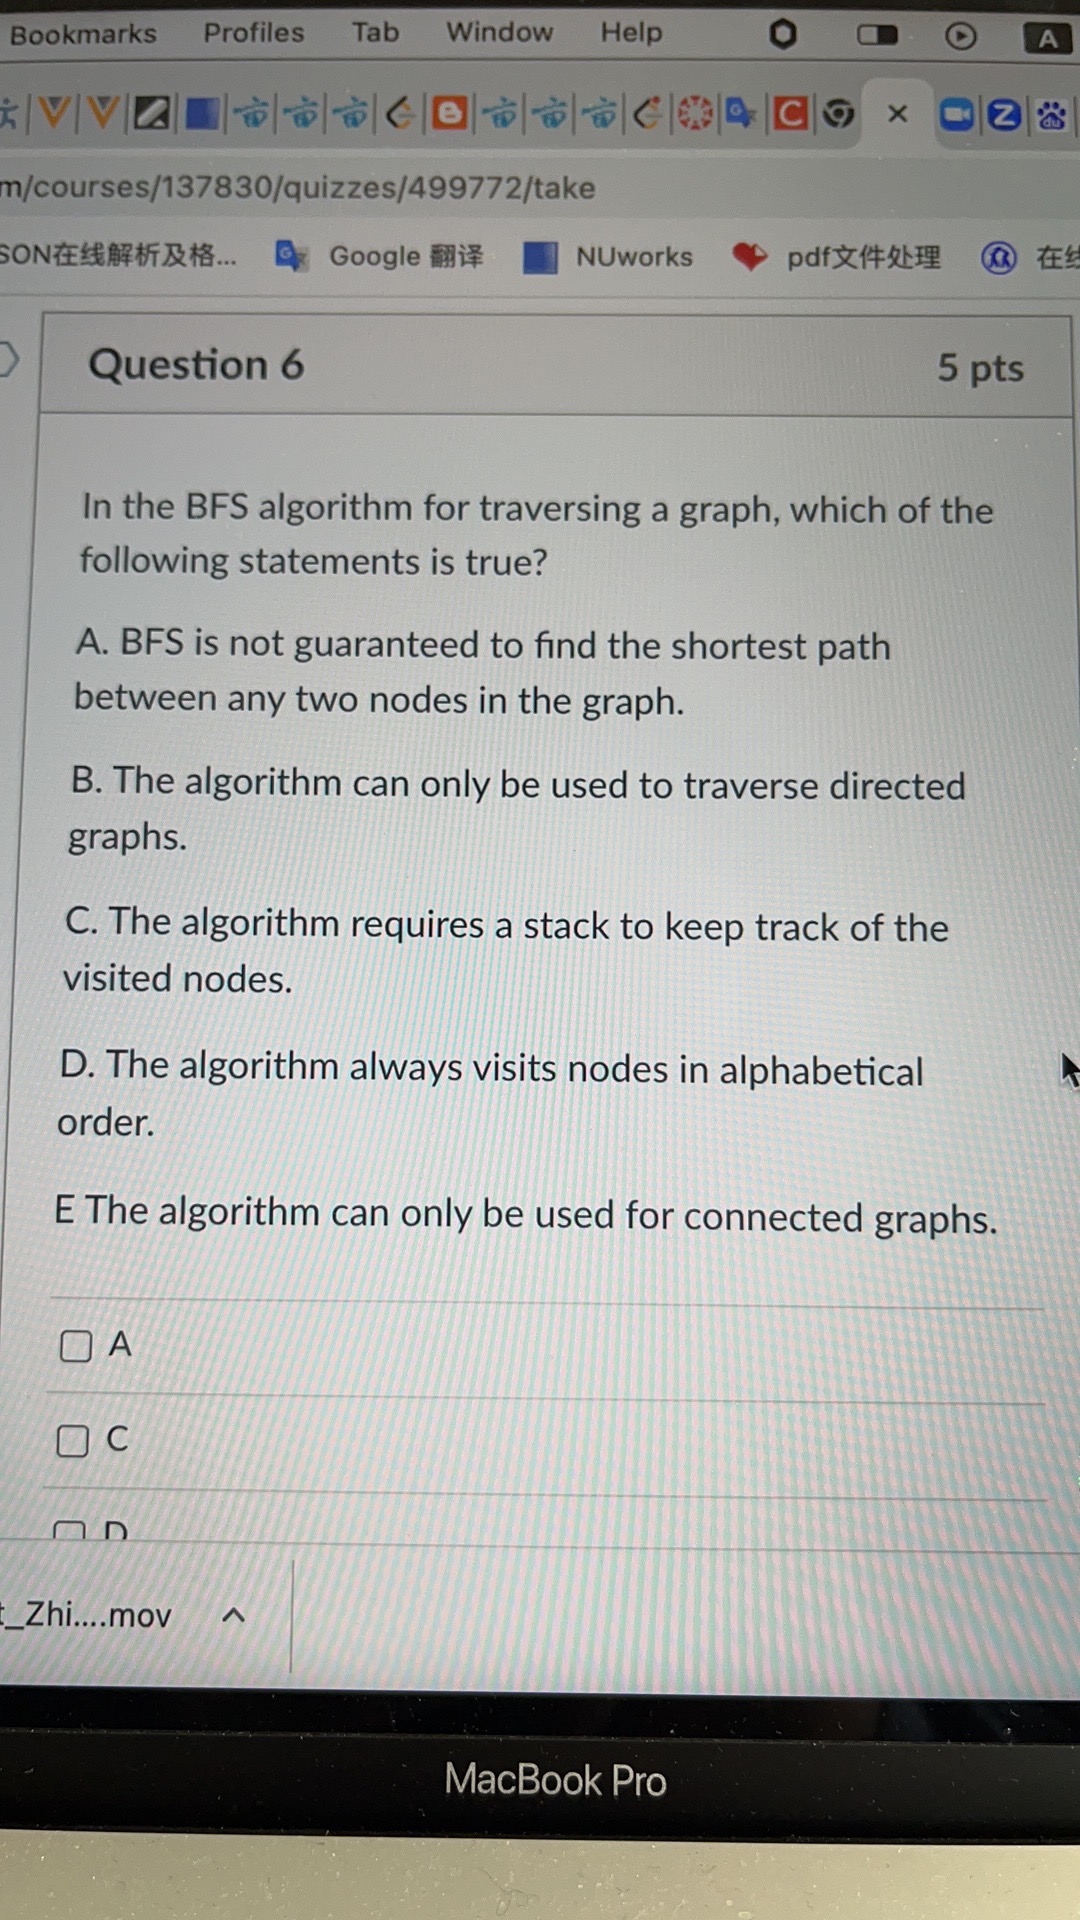 Bookmarks Profiles Tab Window Help A
m/courses/137830/quizzes/499772/take
SON在线解析及格... Google 翻译 NUworks pdf文件处理 在线
Question 6 5 pts
In the BFS algorithm for traversing a graph, which of the
following statements is true?
A. BFS is not guaranteed to find the shortest path
between any two nodes in the graph.
B. The algorithm can only be used to traverse directed
graphs.
C. The algorithm requires a stack to keep track of the
visited nodes.
D. The algorithm always visits nodes in alphabetical
order.
E The algorithm can only be used for connected graphs.
A
C
D
t_Zhi....mov
MacBook Pro